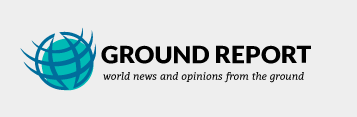 GROUND REPORT
world news and opinions from the ground